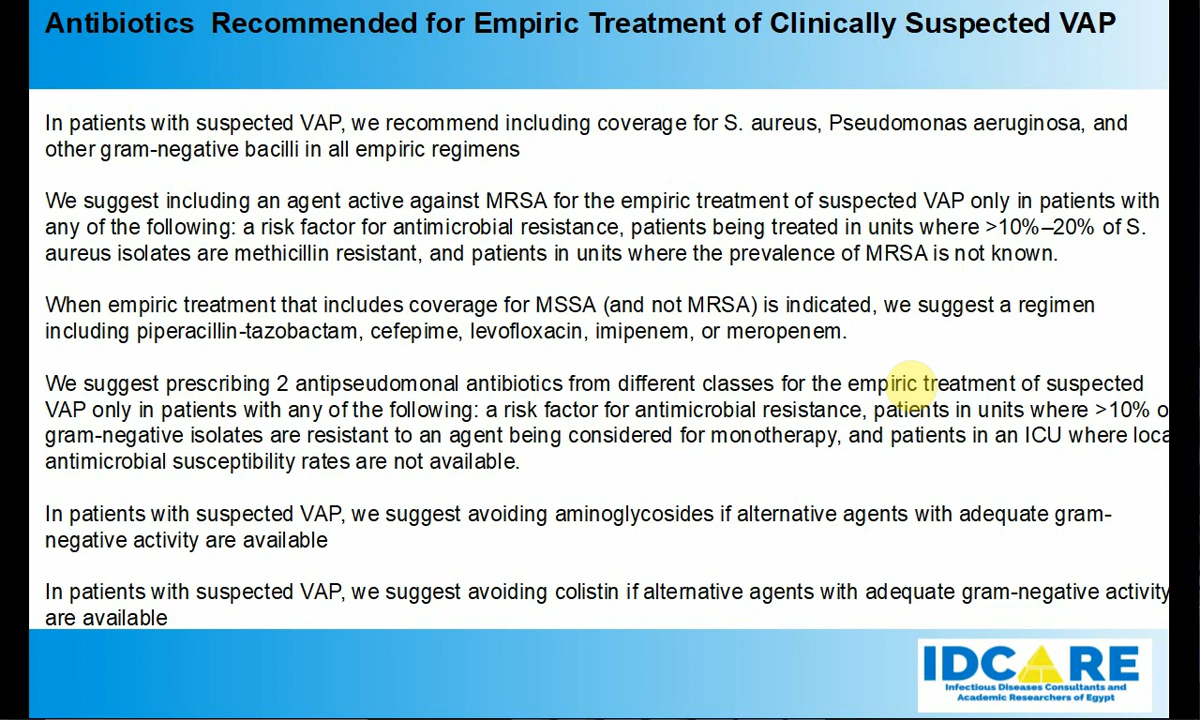 Antibiotics Recommended for Empiric Treatment of Clinically Suspected VAP
In patients with suspected VAP, we recommend including coverage for S. aureus, Pseudomonas aeruginosa, and
other gram-negative bacilli in all empiric regimens
We suggest including an agent active against MRSA for the empiric treatment of suspected VAP only in patients with
any of the following: a risk factor for antimicrobial resistance, patients being treated in units where >10%–20% of S.
aureus isolates are methicillin resistant, and patients in units where the prevalence of MRSA is not known.
When empiric treatment that includes coverage for MSSA (and not MRSA) is indicated, we suggest a regimen
including piperacillin-tazobactam, cefepime, levofloxacin, imipenem, or meropenem.
We suggest prescribing 2 antipseudomonal antibiotics from different classes for the empiric treatment of suspected
VAP only in patients with any of the following: a risk factor for antimicrobial resistance, patients in units where >10% o
gram-negative isolates are resistant to an agent being considered for monotherapy, and patients in an ICU where loca
antimicrobial susceptibility rates are not available.
In patients with suspected VAP, we suggest avoiding aminoglycosides if alternative agents with adequate gram-
negative activity are available
In patients with suspected VAP, we suggest avoiding colistin if alternative agents with adequate gram-negative activity
are available
IDCARE
Infectious Diseases Consultants and
Academic Researchers of Egypt